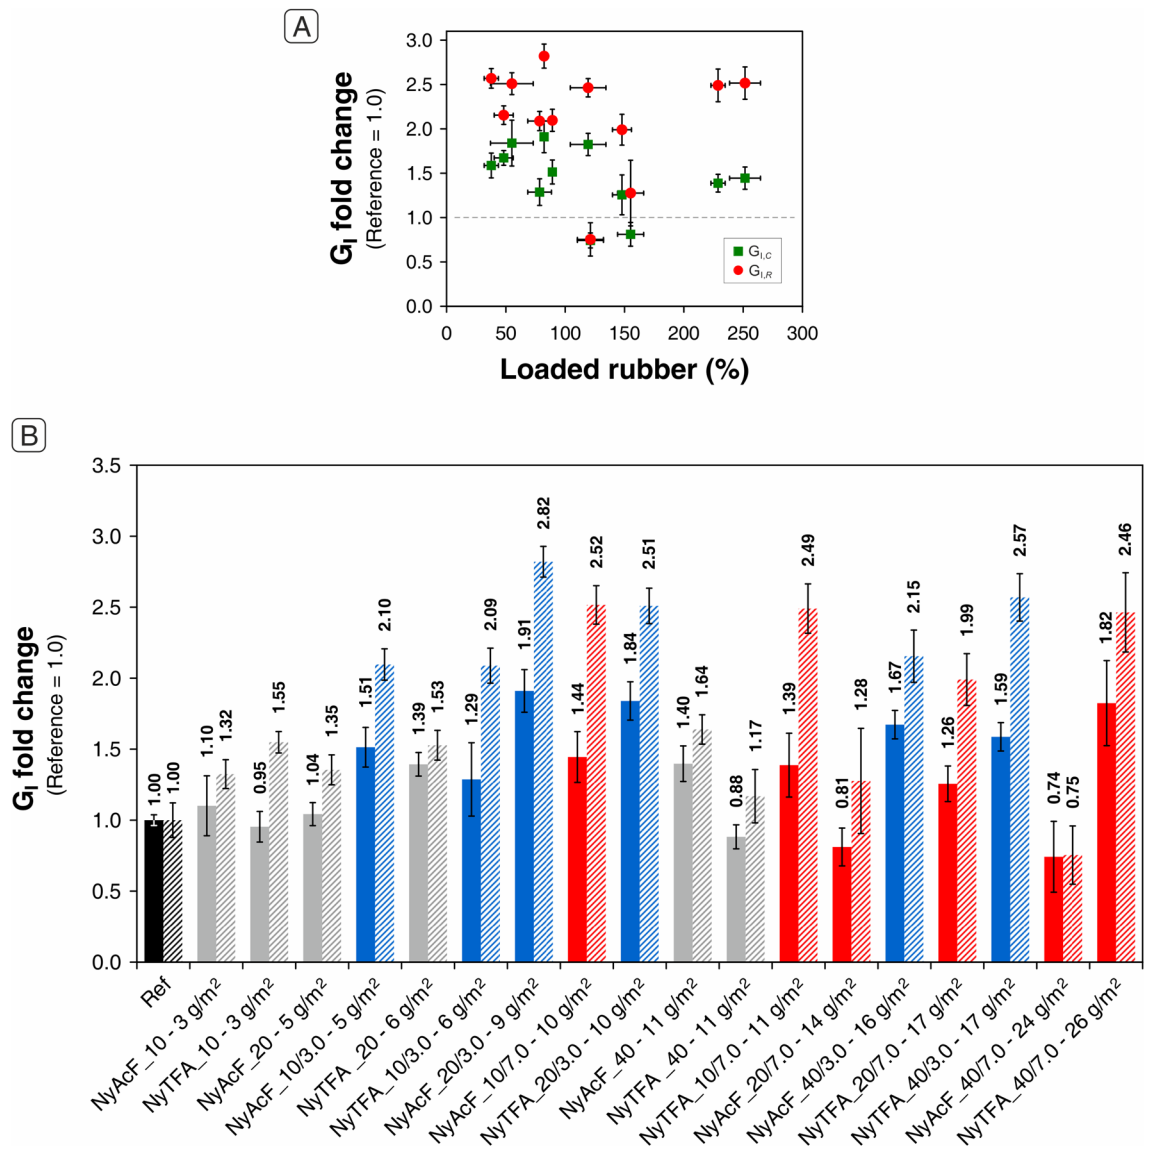 A
G_I fold change
(Reference = 1.0)
3.0
2.5
2.0
1.5
1.0
0.5
0.0
0 50 100 150 200 250 300
Loaded rubber (%)
G_I,C
G_I,R
B
G_I fold change
(Reference = 1.0)
3.5
3.0
2.5
2.0
1.5
1.0
0.5
0.0
1.00 1.00
1.10 1.32
0.95 1.55
1.04 1.35
1.51 2.10
1.39 1.53
1.29 2.09
1.91 2.82
1.44 2.52
1.84 2.51
1.40 1.64
0.88 1.17
1.39 2.49
0.81 1.28
1.67 2.15
1.26 1.99
1.59 2.57
0.74 0.75
1.82 2.46
Ref
NyAcF_10 - 3 g/m²
NyTFA_10 - 3 g/m²
NyAcF_20 - 5 g/m²
NyAcF_10/3.0 - 5 g/m²
NyTFA_20 - 6 g/m²
NyTFA_10/3.0 - 6 g/m²
NyAcF_20/3.0 - 9 g/m²
NyAcF_10/7.0 - 10 g/m²
NyTFA_20/3.0 - 10 g/m²
NyAcF_40 - 11 g/m²
NyTFA_40 - 11 g/m²
NyTFA_10/7.0 - 11 g/m²
NyAcF_20/7.0 - 14 g/m²
NyAcF_40/3.0 - 16 g/m²
NyTFA_20/7.0 - 17 g/m²
NyTFA_40/3.0 - 17 g/m²
NyAcF_40/7.0 - 24 g/m²
NyTFA_40/7.0 - 26 g/m²